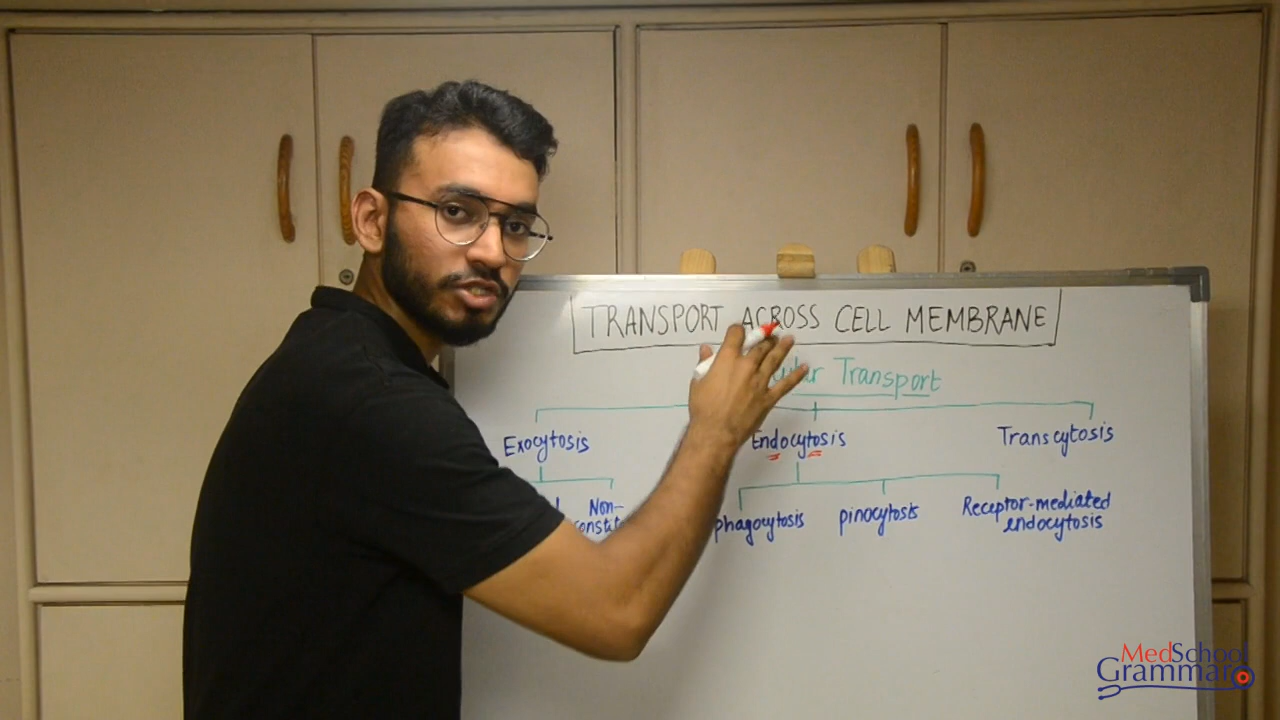 TRANSPORT ACROSS CELL MEMBRANE
Transport
Exocytosis
Endocytosis
Transcytosis
Non-
phagocytosis
pinocytosis
Receptor-mediated
endocytosis
MedSchool
Grammar